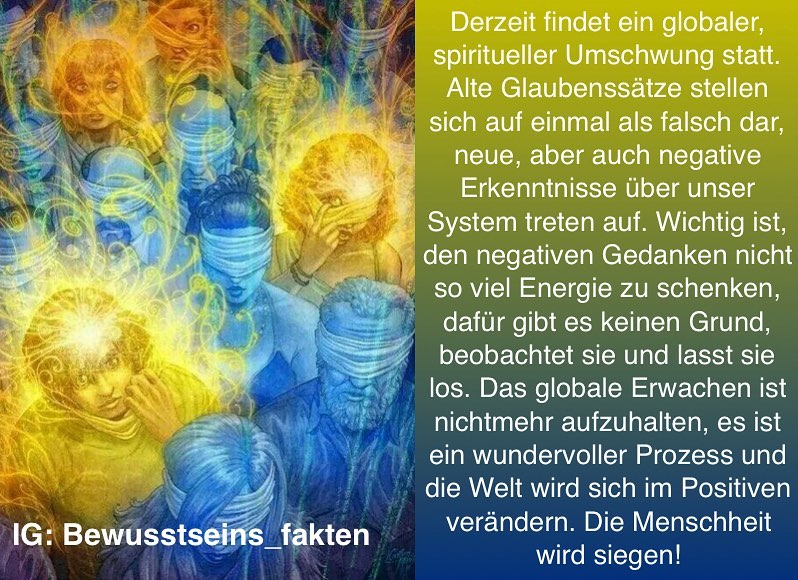 Derzeit findet ein globaler,
spiritueller Umschwung statt.
Alte Glaubenssätze stellen
sich auf einmal als falsch dar,
neue, aber auch negative
Erkenntnisse über unser
System treten auf. Wichtig ist,
den negativen Gedanken nicht
so viel Energie zu schenken,
dafür gibt es keinen Grund,
beobachtet sie und lasst sie
los. Das globale Erwachen ist
nichtmehr aufzuhalten, es ist
ein wundervoller Prozess und
die Welt wird sich im Positiven
verändern. Die Menschheit
wird siegen!
IG: Bewusstseins_fakten